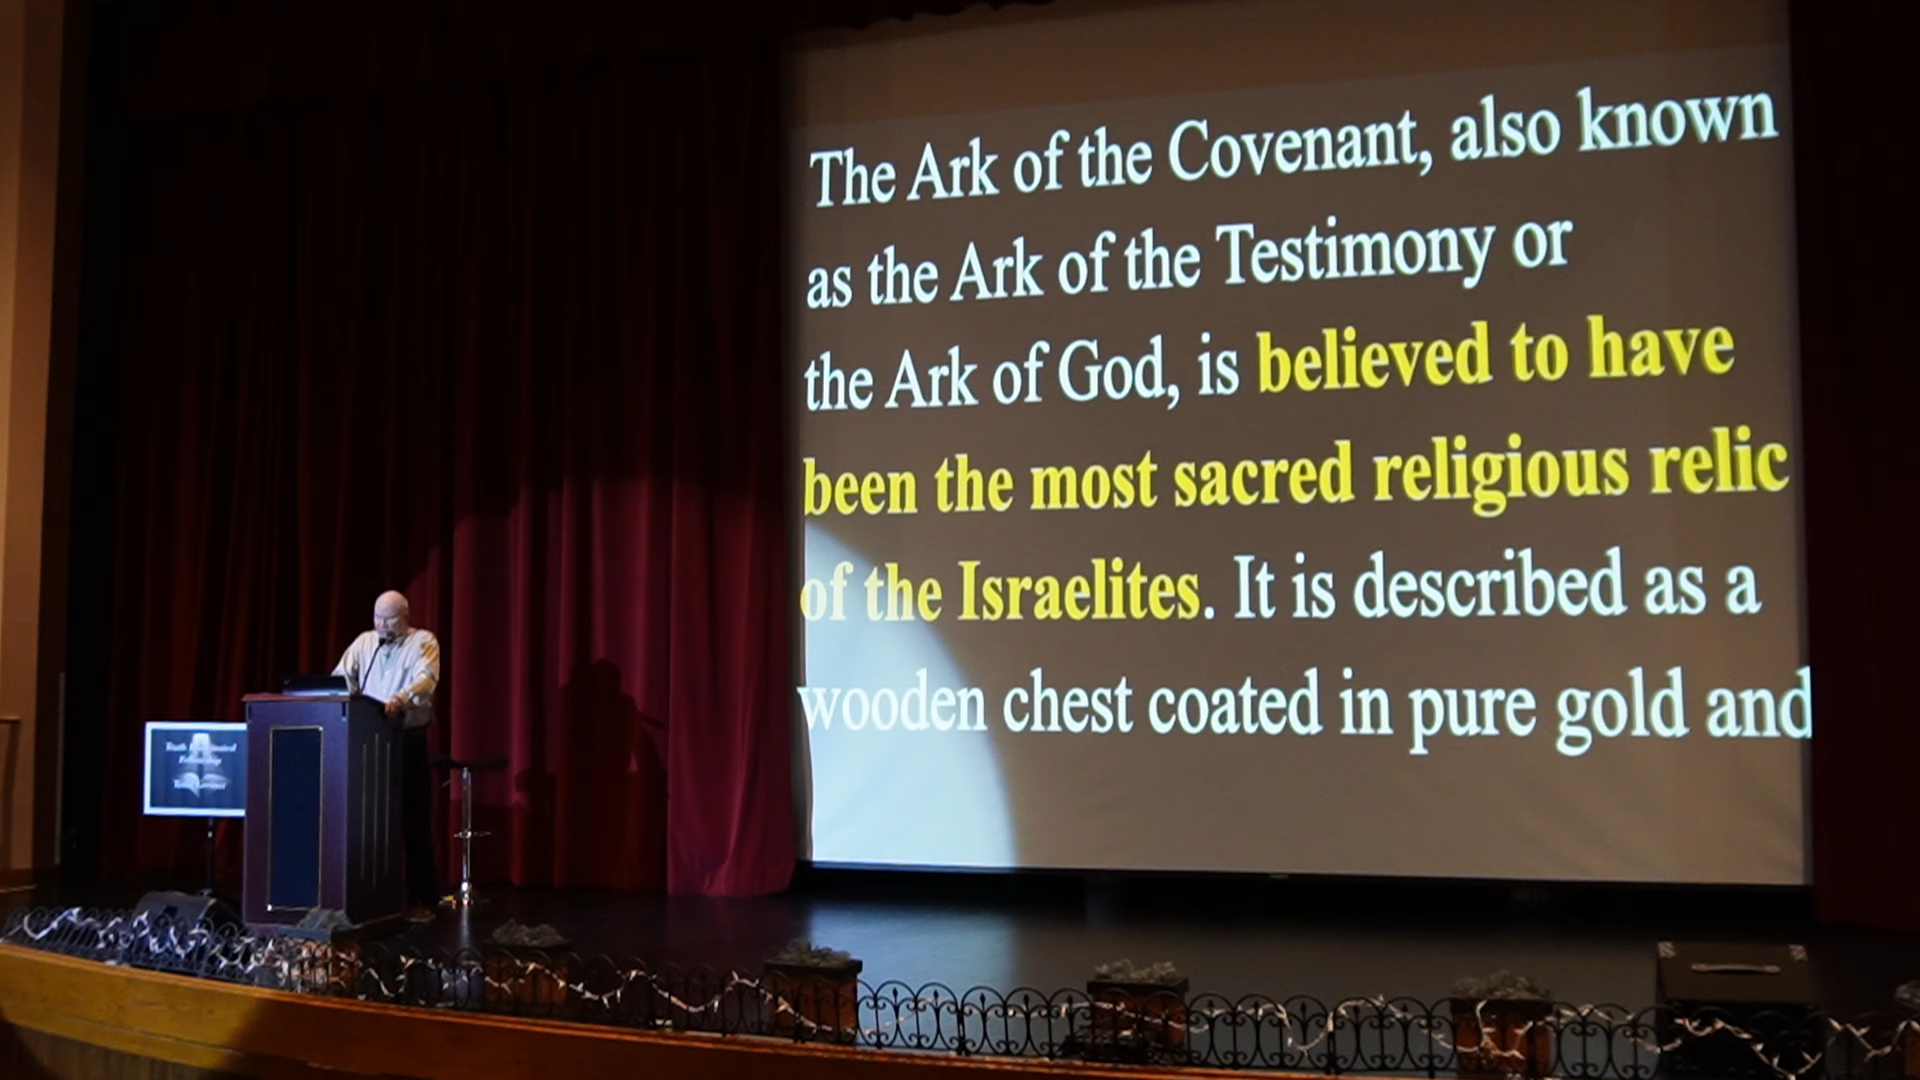 The Ark of the Covenant, also known
as the Ark of the Testimony or
the Ark of God, is believed to have
been the most sacred religious relic
of the Israelites. It is described as a
wooden chest coated in pure gold and
Truth
Fellowship